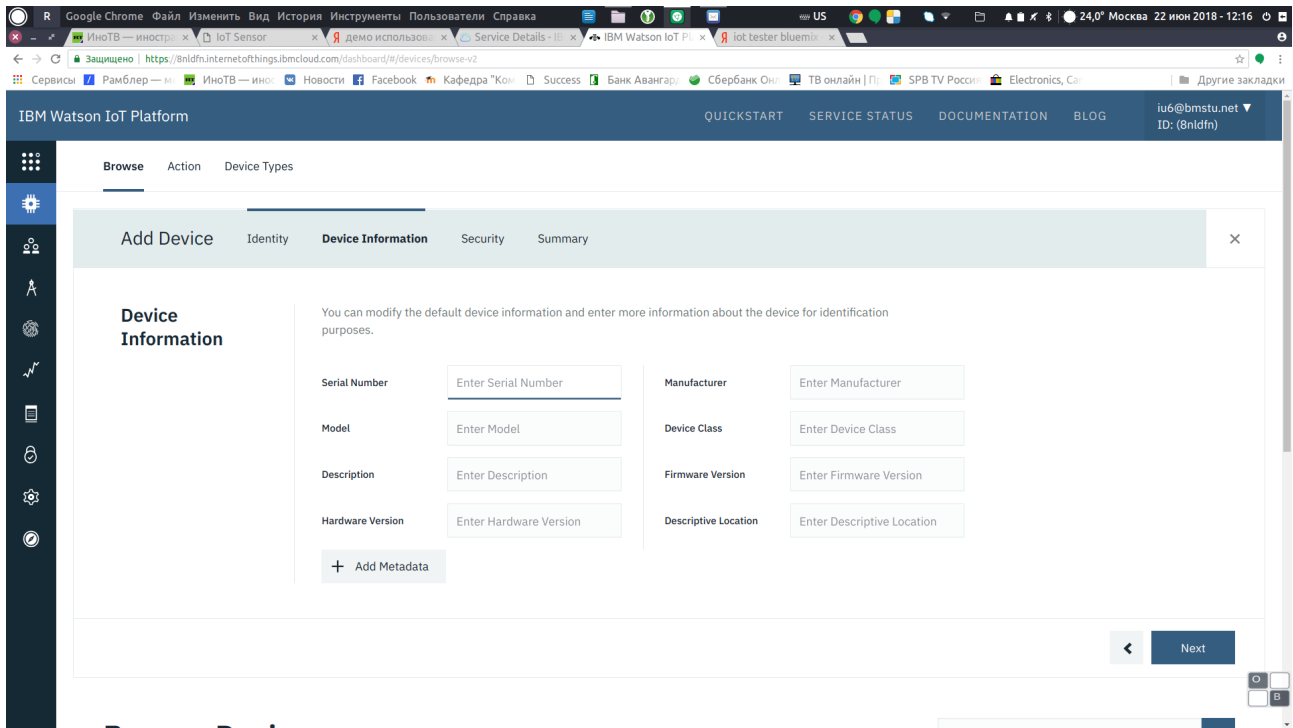 R Google Chrome Файл Изменить Вид История Инструменты Пользователи Справка US 24,0° Москва 22 июн 2018 - 12:16
ИноТВ — иностра IoT Sensor демо использова Service Details - IB IBM Watson IoT Pl iot tester bluemix
Защищено | https://8nldfn.internetofthings.ibmcloud.com/dashboard/#/devices/browse-v2
Сервисы Рамблер — м ИноТВ — инос Новости Facebook Кафедра "Ком Success Банк Авангард Сбербанк Онл ТВ онлайн | Пр SPB TV Россия Electronics, Ca Другие закладки
IBM Watson IoT Platform QUICKSTART SERVICE STATUS DOCUMENTATION BLOG iu6@bmstu.net ▼
ID: (8nldfn)
Browse Action Device Types
Add Device Identity Device Information Security Summary
Device Information
You can modify the default device information and enter more information about the device for identification
purposes.
Serial Number Enter Serial Number Manufacturer Enter Manufacturer
Model Enter Model Device Class Enter Device Class
Description Enter Description Firmware Version Enter Firmware Version
Hardware Version Enter Hardware Version Descriptive Location Enter Descriptive Location
+ Add Metadata
Next
O
B